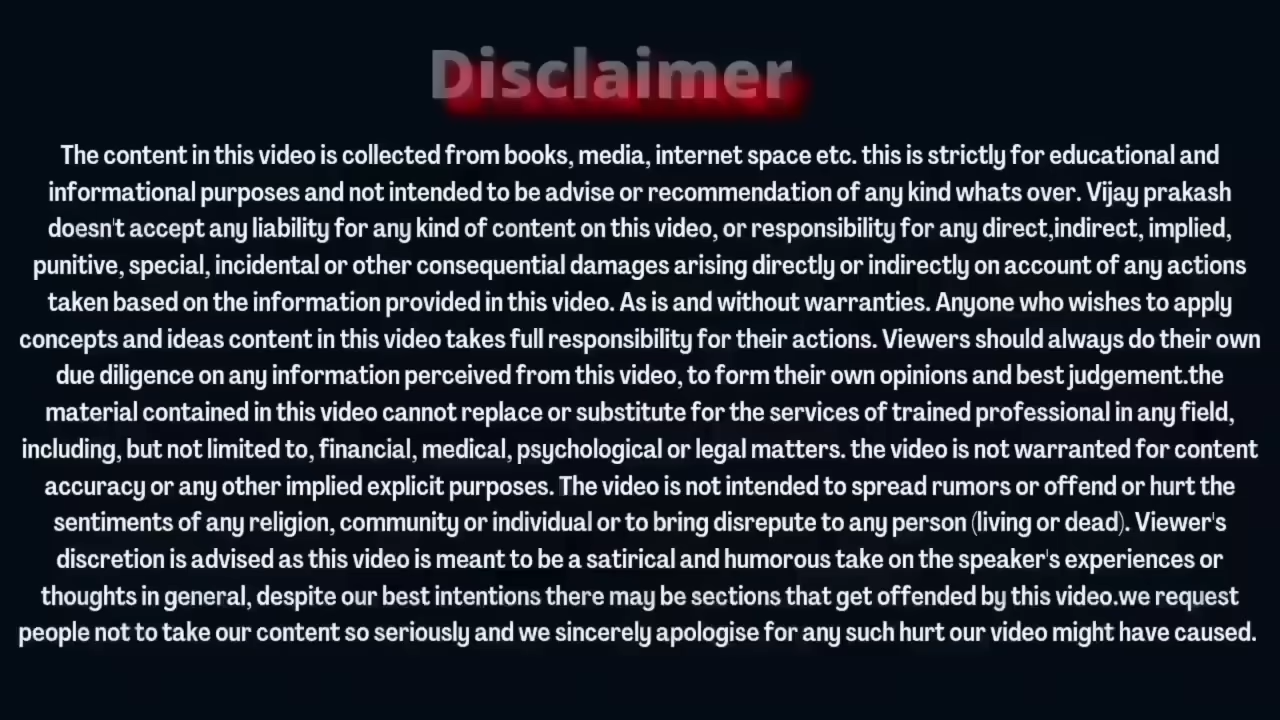 Disclaimer
The content in this video is collected from books, media, internet space etc. this is strictly for educational and
informational purposes and not intended to be advise or recommendation of any kind whats over. Vijay prakash
doesn't accept any liability for any kind of content on this video, or responsibility for any direct,indirect, implied,
punitive, special, incidental or other consequential damages arising directly or indirectly on account of any actions
taken based on the information provided in this video. As is and without warranties. Anyone who wishes to apply
concepts and ideas content in this video takes full responsibility for their actions. Viewers should always do their own
due diligence on any information perceived from this video, to form their own opinions and best judgement.the
material contained in this video cannot replace or substitute for the services of trained professional in any field,
including, but not limited to, financial, medical, psychological or legal matters. the video is not warranted for content
accuracy or any other implied explicit purposes. The video is not intended to spread rumors or offend or hurt the
sentiments of any religion, community or individual or to bring disrepute to any person (living or dead). Viewer's
discretion is advised as this video is meant to be a satirical and humorous take on the speaker's experiences or
thoughts in general, despite our best intentions there may be sections that get offended by this video.we request
people not to take our content so seriously and we sincerely apologise for any such hurt our video might have caused.